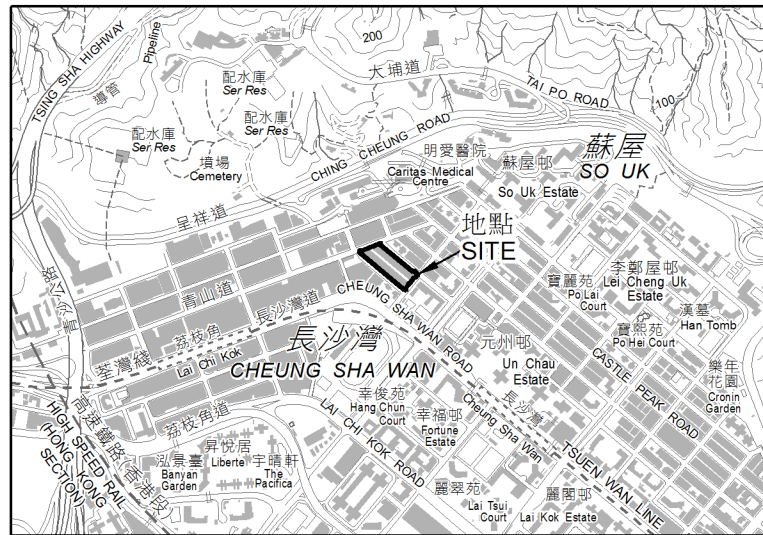 200
TSING SHA HIGHWAY
Pipeline
導管
配水庫
Ser Res
配水庫
Ser Res
配水庫
Ser Res
墳場
Cemetery
大埔道
TAI PO ROAD
100
CHING CHEUNG ROAD
呈祥道
明愛醫院
Caritas Medical
Centre
蘇屋邨
So Uk Estate
蘇屋
SO UK
地點
SITE
青沙公路
青山道
長沙灣道
CHEUNG SHA WAN ROAD
荔枝角
Lai Chi Kok
荃灣綫
長沙灣
CHEUNG SHA WAN
寶麗苑
Po Lai
Court
李鄭屋邨
Lei Cheng Uk
Estate
漢墓
Han Tomb
寶熙苑
Po Hei Court
元州邨
Un Chau
Estate
CASTLE PEAK ROAD
樂年
花園
Cronin
Garden
荔枝角道
LAI CHI KOK ROAD
幸俊苑
Hang Chun
Court
幸福邨
Fortune
Estate
長沙灣
Cheung Sha Wan
TSUEN WAN LINE
高速鐵路(香港段)
HIGH SPEED RAIL
(HONG KONG
SECTION)
泓景臺
Banyan
Garden
昇悅居
Liberte
宇晴軒
The
Pacifica
麗翠苑
Lai Tsui
Court
麗閣邨
Lai Kok Estate